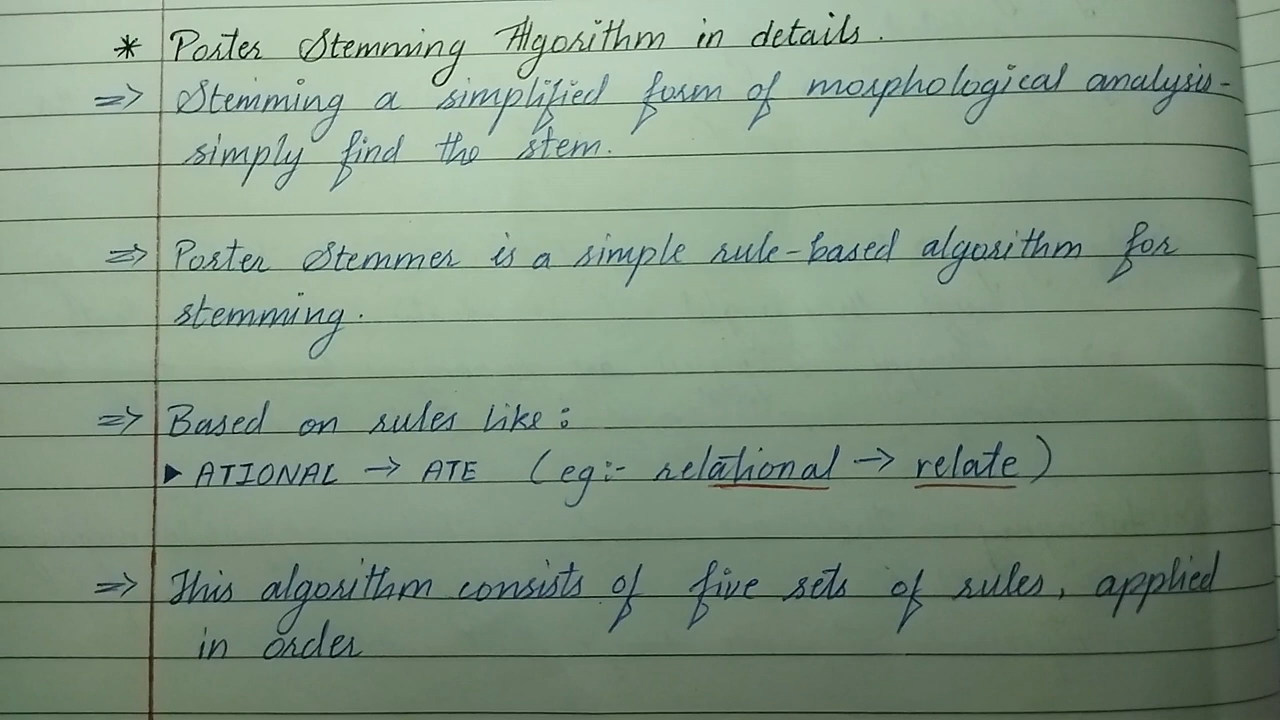 * Porter Stemming Algorithm in details.
=> Stemming a simplified form of morphological analysis-
simply find the stem.
=> Porter Stemmer is a simple rule-based algorithm for
stemming.
=> Based on rules like :
▶ ATIONAL → ATE (eg:- relational → relate)
=> This algorithm consists of five sets of rules, applied
in order